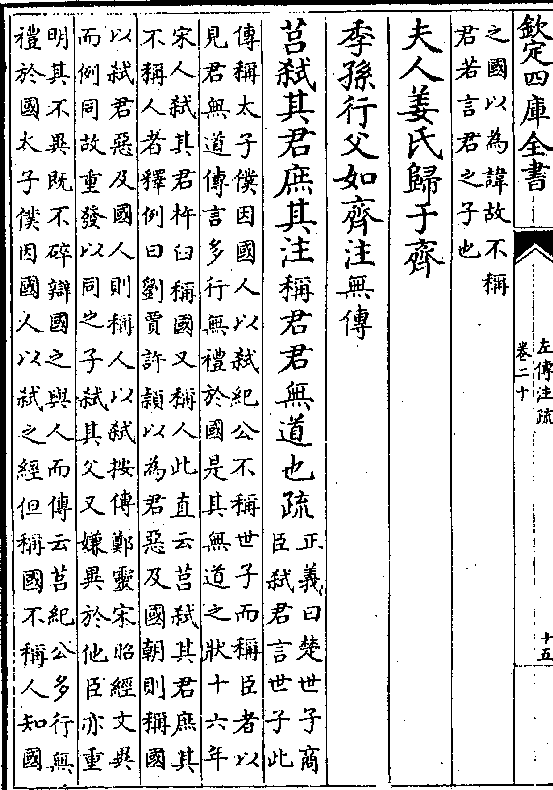 欽定四庫全書
左傳注疏
卷二十
十五
之國以為諱故不稱
君若言君之子也
夫人姜氏歸于齊
季孫行父如齊注無傳
莒弑其君庶其注稱君君無道也疏
正義曰楚世子商
臣弑君言世子此
傳稱太子僕因國人以弑紀公不稱世子而稱臣者以
見君無道傳言多行無禮於國是其無道之狀十六年
宋人弑其君杵臼稱國又稱人此直云莒弑其君庶其
不稱人者釋例曰劉賈許頴以為君惡及國朝則稱國
以弑君惡及國人則稱人以弑按傳鄭靈宋昭經文異
而例同故重發以同之子弑其父又嫌異於他臣亦重
明其不異既不碎辯國之與人而傳云莒紀公多行無
禮於國太子僕因國人以弑之經但稱國不稱人知國